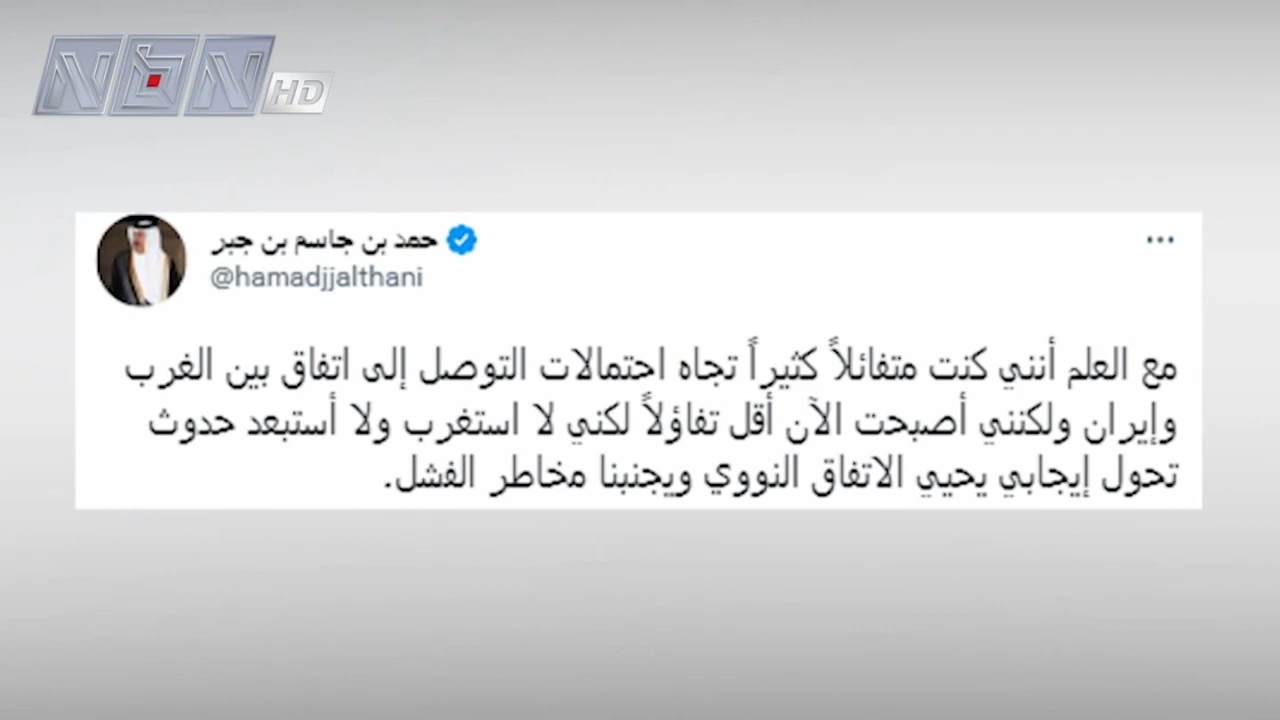 NBN HD
حمد بن جاسم بن جبر
@hamadjjalthani
مع العلم أنني كنت متفائلاً كثيراً تجاه احتمالات التوصل إلى اتفاق بين الغرب
وإيران ولكنني أصبحت الآن أقل تفاؤلاً لكني لا استغرب ولا أستبعد حدوث
تحول إيجابي يحيي الاتفاق النووي ويجنبنا مخاطر الفشل.